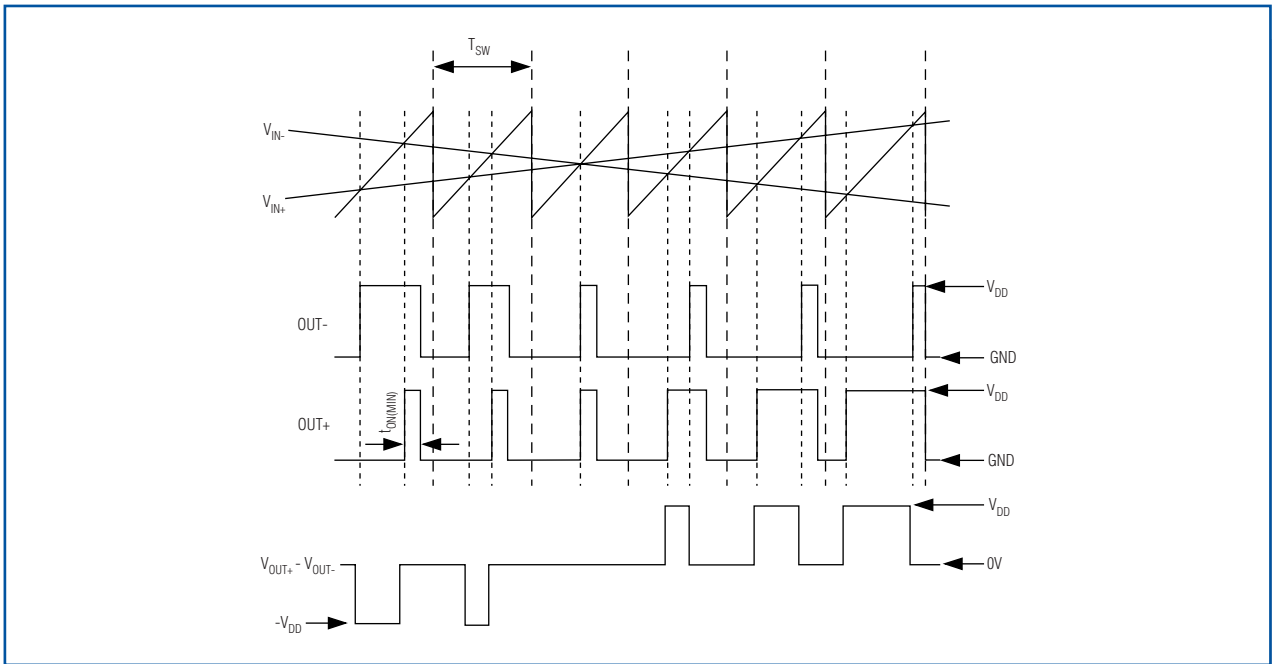 T_SW
V_IN-
V_IN+
V_DD
OUT-
GND
V_DD
t_ON(MIN)
OUT+
GND
V_DD
V_OUT+ - V_OUT-
0V
-V_DD